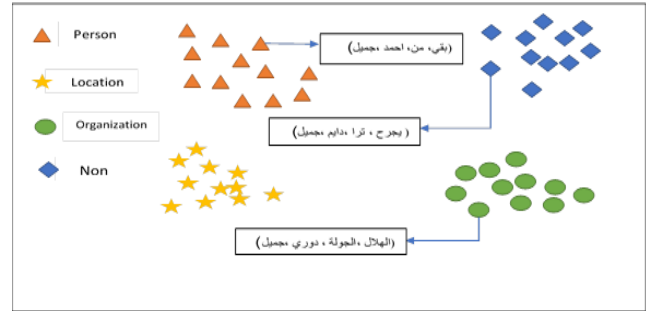 Person
(بقي، من، احمد ،جميل)
Location
Organization
( يجرح ، ترا ،دايم ،جميل)
Non
(الهلال ،الجولة ، دوري ،جميل)